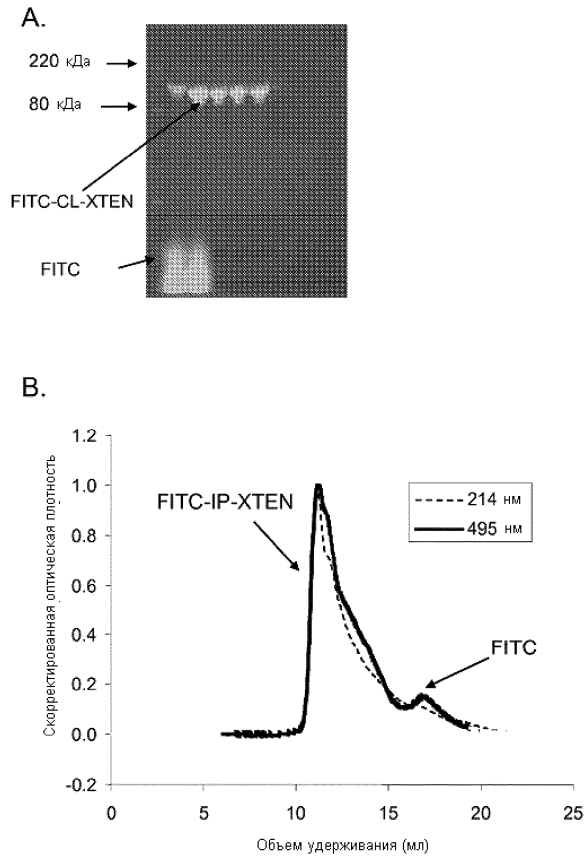 A.
220 кДа
80 кДа
FITC-CL-XTEN
FITC
B.
Скорректированная оптическая плотность
1.2
1.0
0.8
0.6
0.4
0.2
0.0
-0.2
FITC-IP-XTEN
214 нм
495 нм
FITC
0 5 10 15 20 25
Объем удерживания (мл)